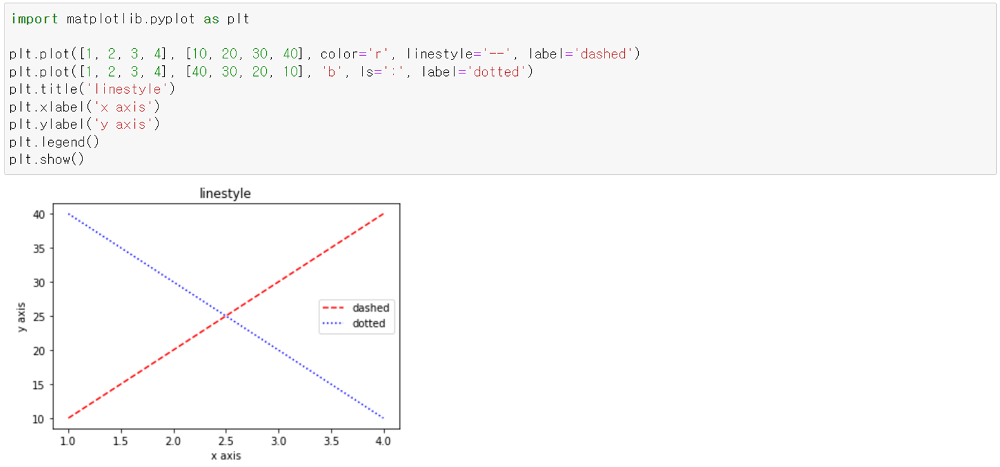 import matplotlib.pyplot as plt
plt.plot([1, 2, 3, 4], [10, 20, 30, 40], color='r', linestyle='--', label='dashed')
plt.plot([1, 2, 3, 4], [40, 30, 20, 10], 'b', ls=':', label='dotted')
plt.title('linestyle')
plt.xlabel('x axis')
plt.ylabel('y axis')
plt.legend()
plt.show()
linestyle
40
35
30
25
20
15
10
y axis
dashed
dotted
1.0 1.5 2.0 2.5 3.0 3.5 4.0
x axis